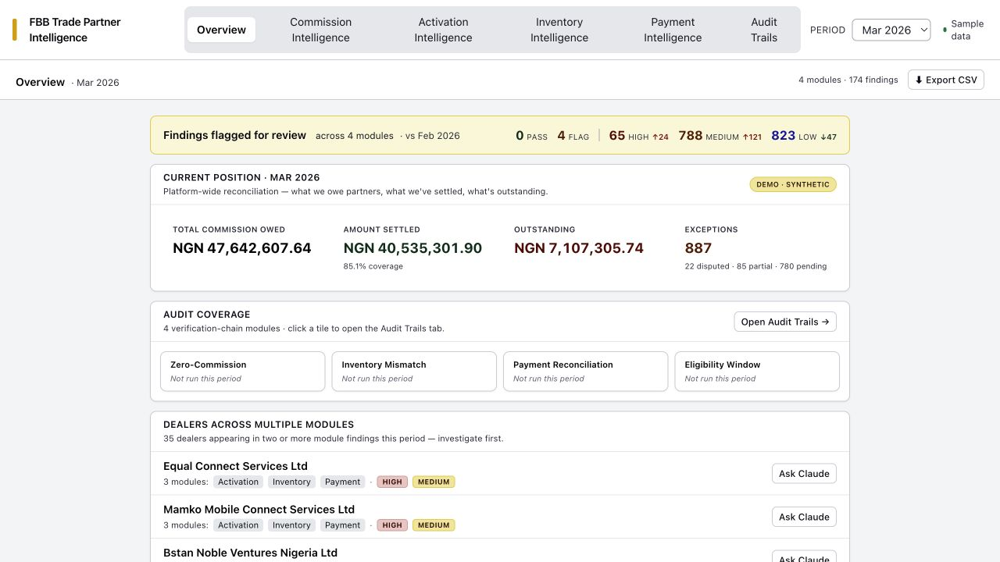 FBB Trade Partner
Intelligence
Overview
Commission
Intelligence
Activation
Intelligence
Inventory
Intelligence
Payment
Intelligence
Audit
Trails
PERIOD
Mar 2026
Sample
data
Overview · Mar 2026
4 modules · 174 findings
⬇ Export CSV
Findings flagged for review across 4 modules · vs Feb 2026
0 PASS 4 FLAG 65 HIGH ↑24 788 MEDIUM ↑121 823 LOW ↓47
CURRENT POSITION · MAR 2026
Platform-wide reconciliation — what we owe partners, what we've settled, what's outstanding.
DEMO · SYNTHETIC
TOTAL COMMISSION OWED
NGN 47,642,607.64
AMOUNT SETTLED
NGN 40,535,301.90
85.1% coverage
OUTSTANDING
NGN 7,107,305.74
EXCEPTIONS
887
22 disputed · 85 partial · 780 pending
AUDIT COVERAGE
4 verification-chain modules · click a tile to open the Audit Trails tab.
Open Audit Trails →
Zero-Commission
Not run this period
Inventory Mismatch
Not run this period
Payment Reconciliation
Not run this period
Eligibility Window
Not run this period
DEALERS ACROSS MULTIPLE MODULES
35 dealers appearing in two or more module findings this period — investigate first.
Equal Connect Services Ltd
3 modules: Activation Inventory Payment · HIGH MEDIUM
Ask Claude
Mamko Mobile Connect Services Ltd
3 modules: Activation Inventory Payment · HIGH MEDIUM
Ask Claude
Bstan Noble Ventures Nigeria Ltd
Ask Claude